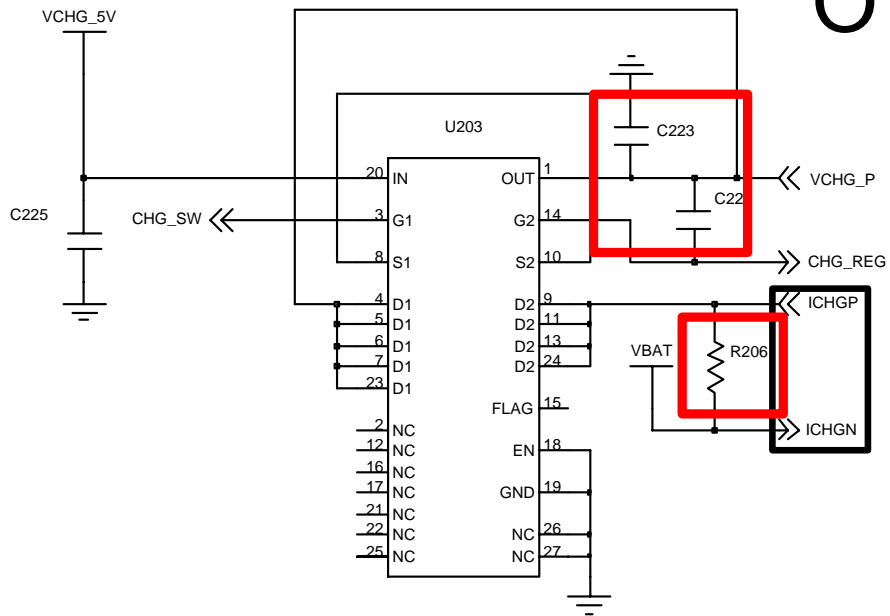 VCHG_5V
U203
C223
20 IN
OUT 1
VCHG_P
C225
CHG_SW
3 G1
G2 14
C22
8 S1
S2 10
CHG_REG
4 D1
D2 9
ICHGP
5 D1
D2 11
6 D1
D2 13
VBAT
R206
7 D1
D2 24
23 D1
FLAG 15
2 NC
ICHGN
12 NC
EN 18
16 NC
17 NC
GND 19
21 NC
22 NC
NC 26
25 NC
NC 27